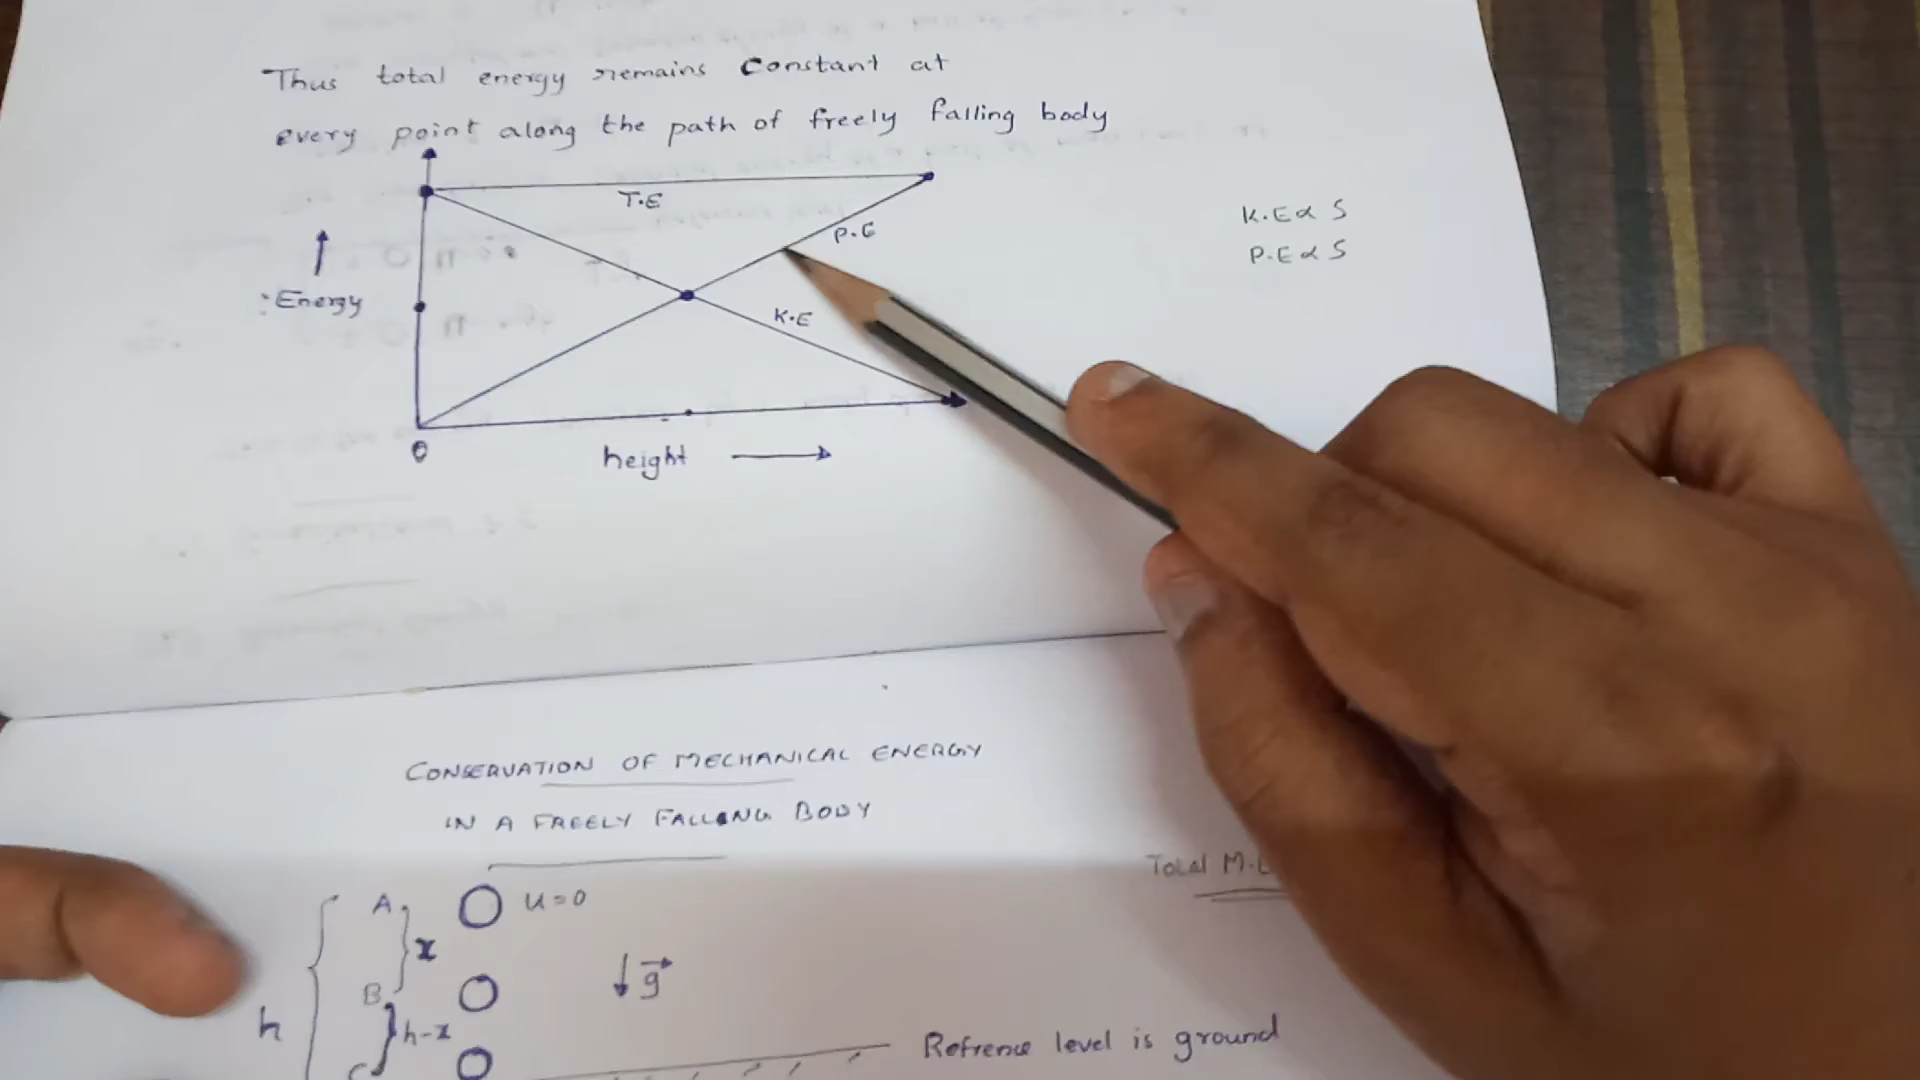 Thus total energy remains constant at
every point along the path of freely falling body
T.E
P.E
K.E ∝ S
P.E ∝ S
: Energy
K.E
0
height
CONSERVATION OF MECHANICAL ENERGY
IN A FREELY FALLING BODY
Total M.
A
u=0
x
g
B
h
h-x
C
Refrence level is ground